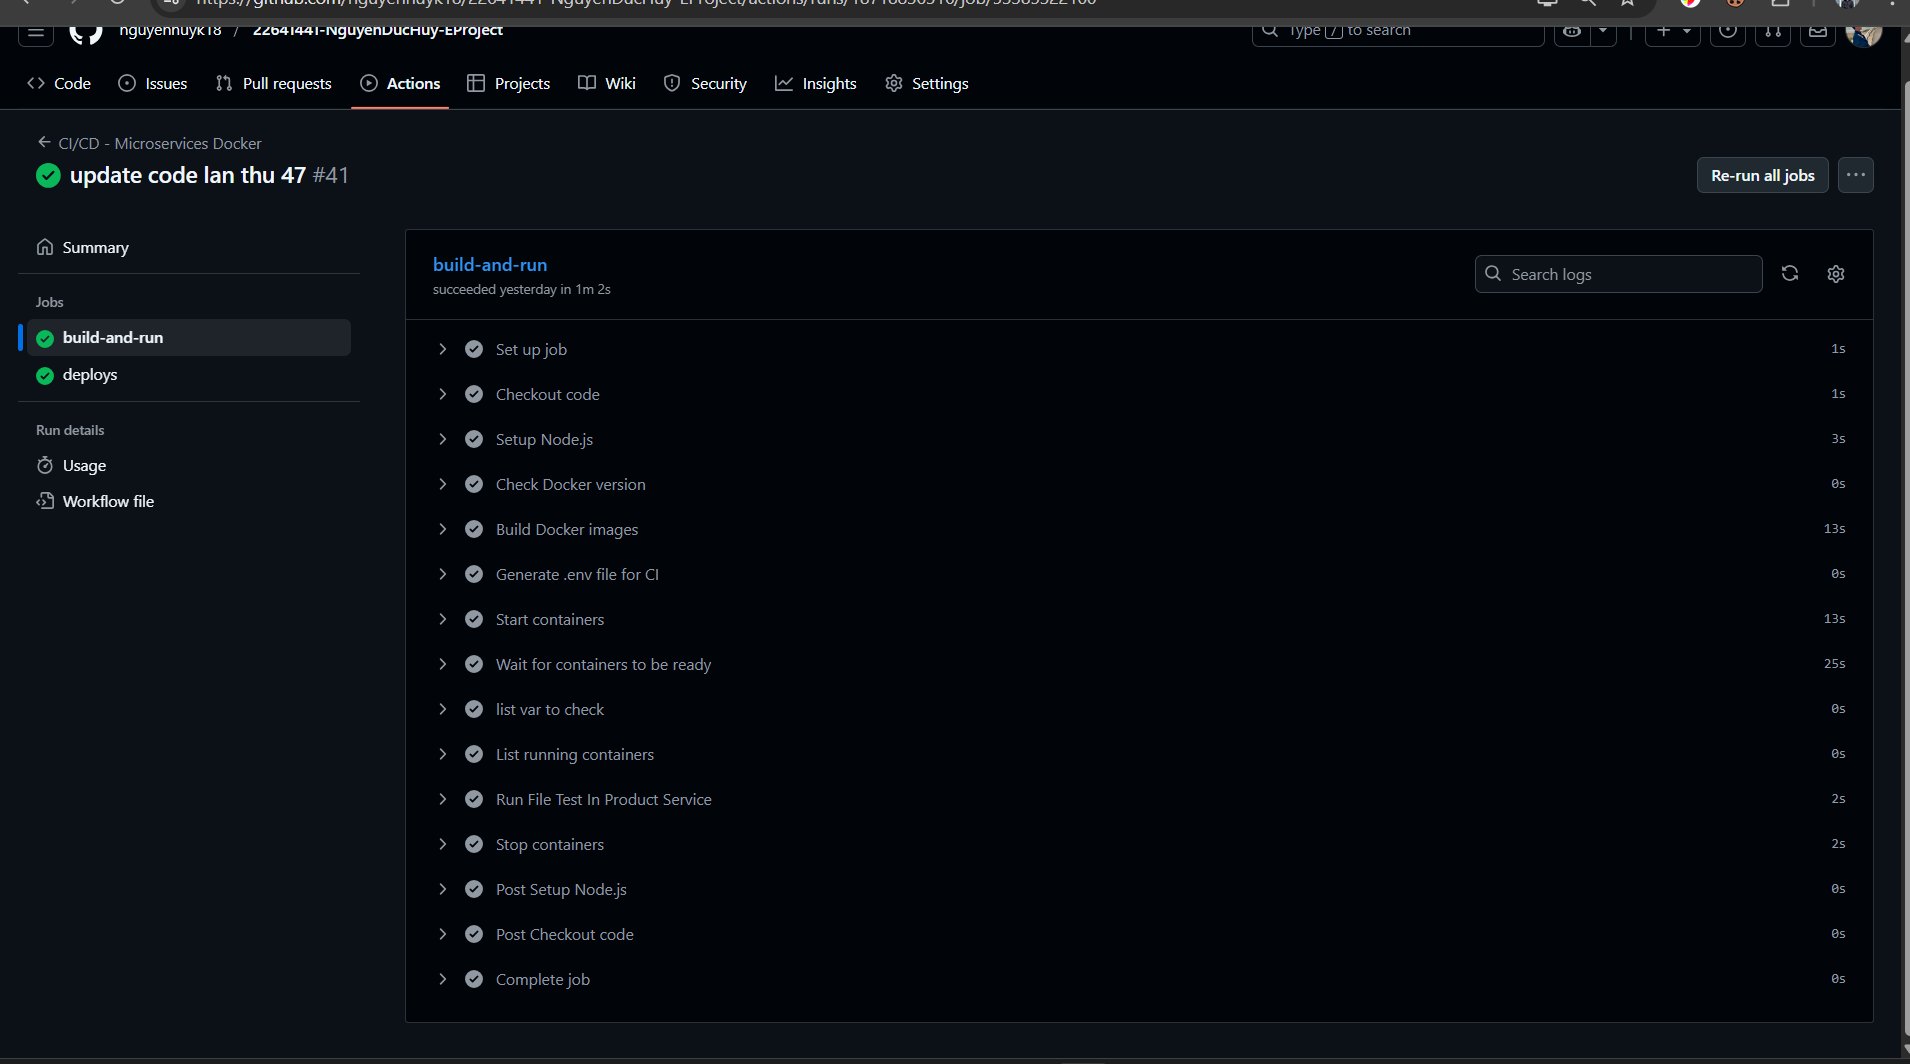 nguyenhuyk18 / 22641441-NguyenDucHuy-EProject
Type / to search
Code Issues Pull requests Actions Projects Wiki Security Insights Settings
CI/CD - Microservices Docker
update code lan thu 47 #41
Re-run all jobs
Summary
Jobs
build-and-run
deploys
Run details
Usage
Workflow file
build-and-run
succeeded yesterday in 1m 2s
Search logs
Set up job 1s
Checkout code 1s
Setup Node.js 3s
Check Docker version 0s
Build Docker images 13s
Generate .env file for CI 0s
Start containers 13s
Wait for containers to be ready 25s
list var to check 0s
List running containers 0s
Run File Test In Product Service 2s
Stop containers 2s
Post Setup Node.js 0s
Post Checkout code 0s
Complete job 0s